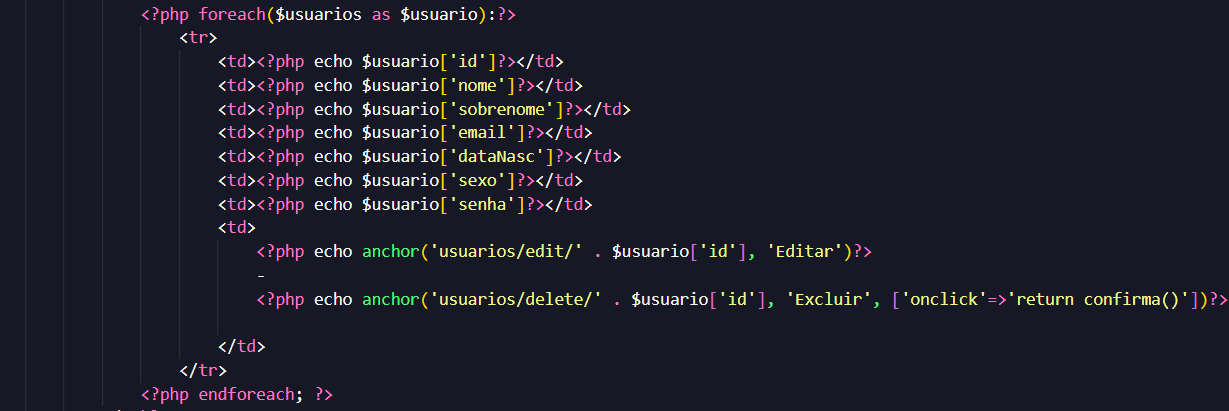 <?php foreach($usuarios as $usuario):?>
<tr>
<td><?php echo $usuario['id']?></td>
<td><?php echo $usuario['nome']?></td>
<td><?php echo $usuario['sobrenome']?></td>
<td><?php echo $usuario['email']?></td>
<td><?php echo $usuario['dataNasc']?></td>
<td><?php echo $usuario['sexo']?></td>
<td><?php echo $usuario['senha']?></td>
<td>
<?php echo anchor('usuarios/edit/' . $usuario['id'], 'Editar')?>
-
<?php echo anchor('usuarios/delete/' . $usuario['id'], 'Excluir', ['onclick'=>'return confirma()'])?>
</td>
</tr>
<?php endforeach; ?>